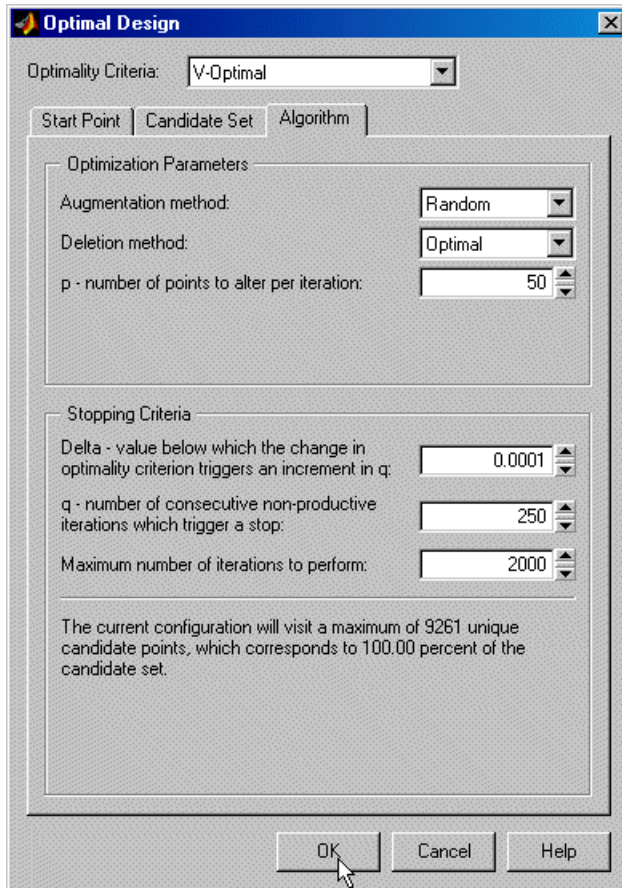 Optimal Design
Optimality Criteria: V-Optimal
Start Point Candidate Set Algorithm
Optimization Parameters
Augmentation method: Random
Deletion method: Optimal
p - number of points to alter per iteration: 50
Stopping Criteria
Delta - value below which the change in
optimality criterion triggers an increment in q: 0.0001
q - number of consecutive non-productive
iterations which trigger a stop: 250
Maximum number of iterations to perform: 2000
The current configuration will visit a maximum of 9261 unique
candidate points, which corresponds to 100.00 percent of the
candidate set.
OK Cancel Help